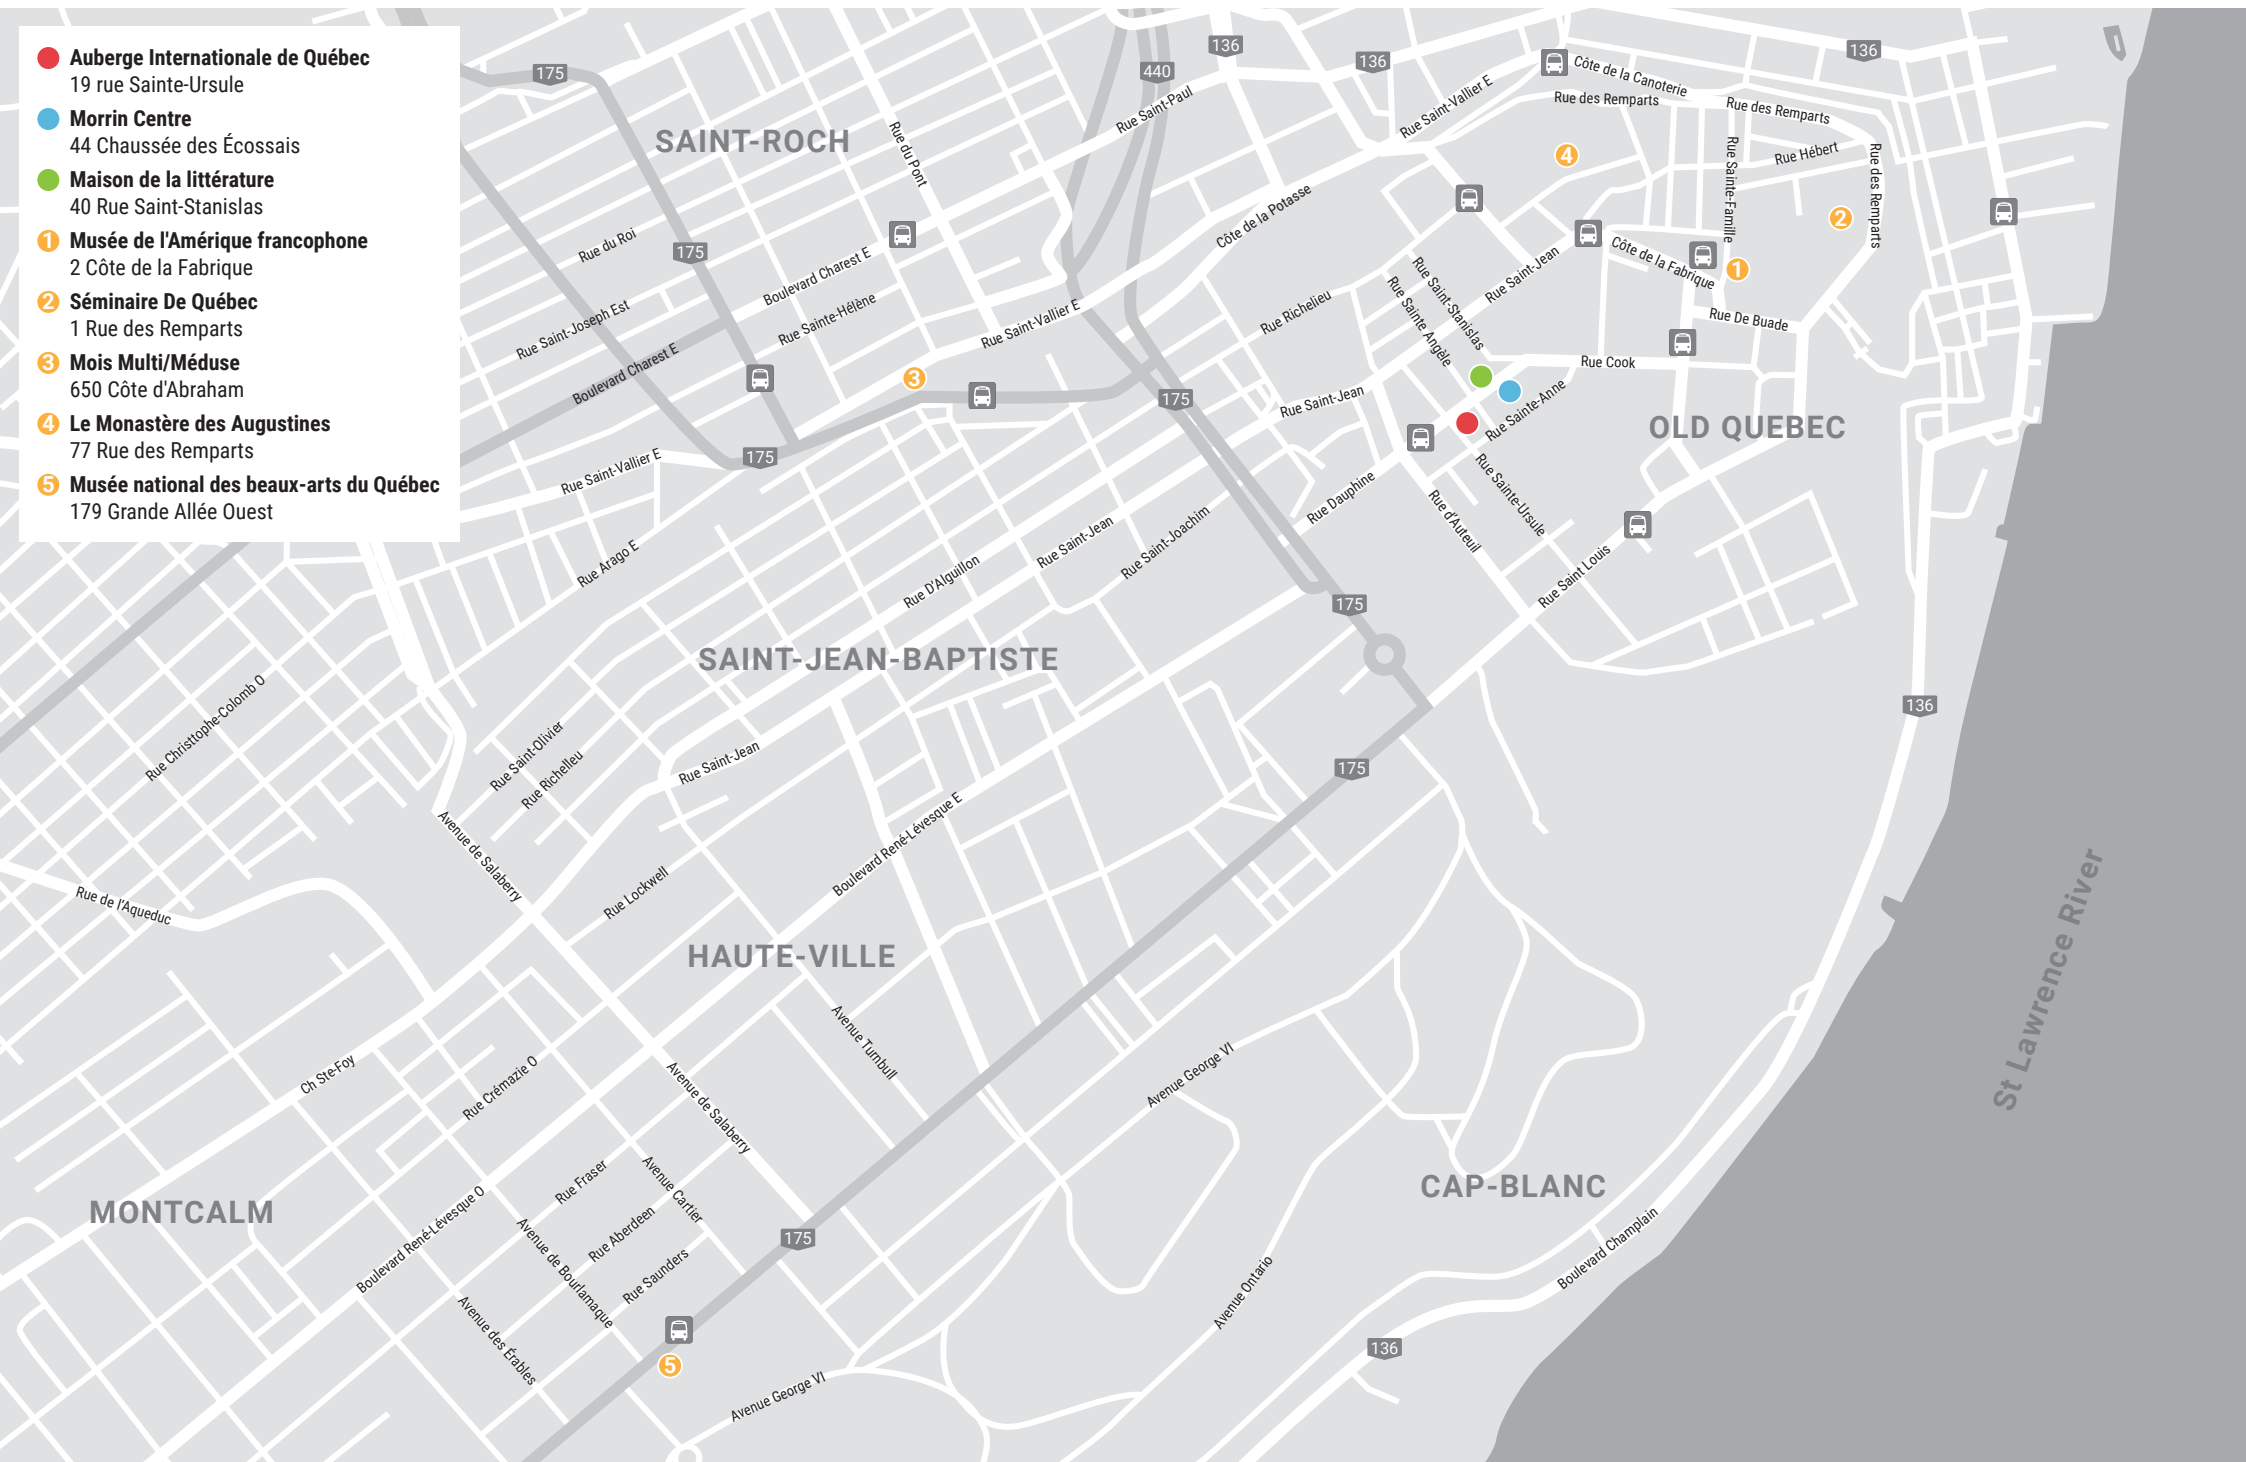 Auberge Internationale de Québec
19 rue Sainte-Ursule
Morrin Centre
44 Chaussée des Écossais
Maison de la littérature
40 Rue Saint-Stanislas
1 Musée de l'Amérique francophone
2 Côte de la Fabrique
2 Séminaire De Québec
1 Rue des Remparts
3 Mois Multi/Méduse
650 Côte d'Abraham
4 Le Monastère des Augustines
77 Rue des Remparts
5 Musée national des beaux-arts du Québec
179 Grande Allée Ouest
175
440
136
136
136
Côte de la Canoterie
Rue des Remparts
Rue des Remparts
Rue Saint-Vallier E
Rue Saint-Paul
SAINT-ROCH
Rue du Pont
4
Rue Hébert
Rue Sainte-Famille
Rue des Remparts
2
Côte de la Potasse
Rue du Roi
175
Boulevard Charest E
Rue Saint-Jean
Côte de la Fabrique
1
Rue Saint-Stanislas
Rue Sainte Angèle
Rue Richelieu
Rue Saint-Joseph Est
Rue Sainte-Hélène
Rue Saint-Vallier E
Rue De Buade
Boulevard Charest E
Rue Cook
3
175
Rue Saint-Jean
Rue Sainte-Anne
OLD QUEBEC
175
Rue Saint-Vallier E
Rue Dauphine
Rue Sainte-Ursule
Rue d'Auteuil
Rue Saint-Jean
Rue Saint-Joachim
Rue Arago E
Rue D'Alguillon
Rue Saint Louis
175
SAINT-JEAN-BAPTISTE
136
Rue Christtophe-Colomb O
Rue Saint-Olivier
Rue Richelleu
Rue Saint-Jean
175
Avenue de Salaberry
Boulevard René-Lévesque E
Rue Lockwell
Rue de l'Aqueduc
HAUTE-VILLE
St Lawrence River
Avenue Turnbull
Ch Ste-Foy
Rue Crémazie O
Avenue de Salaberry
Avenue George VI
Rue Fraser
Avenue Cartier
CAP-BLANC
MONTCALM
Boulevard René-Lévesque O
Rue Aberdeen
Avenue de Bourlamaque
Rue Saunders
175
Boulevard Champlain
Avenue Ontario
Avenue des Érables
136
5
Avenue George VI